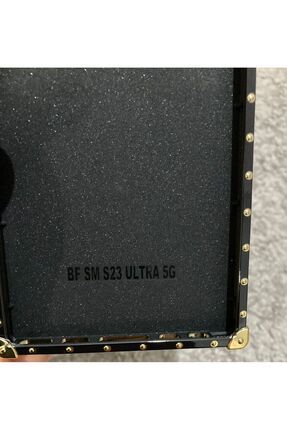 BF SM S23 ULTRA 5G